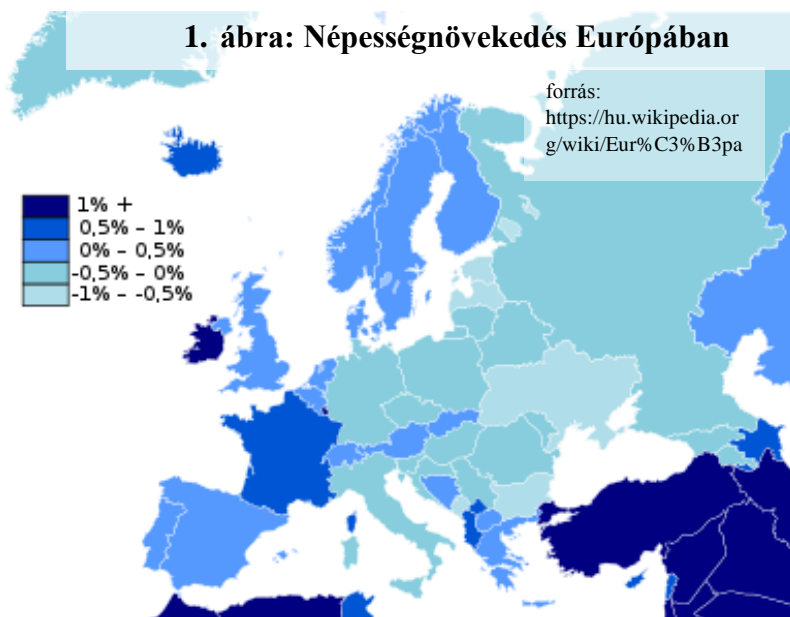 1. ábra: Népességnövekedés Európában
forrás:
https://hu.wikipedia.or
g/wiki/Eur%C3%B3pa
1% +
0,5% – 1%
0% – 0,5%
-0,5% – 0%
-1% – -0,5%